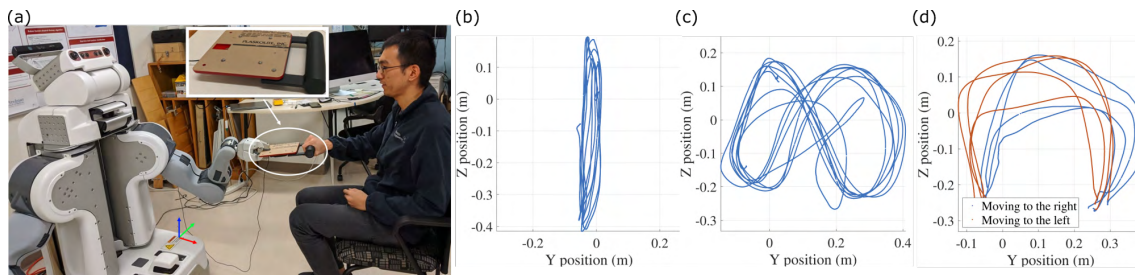 (a)
(b)
(c)
(d)
0.1
0
-0.1
-0.2
-0.3
-0.4
Z position (m)
-0.2
0
0.2
Y position (m)
0.2
0.1
0
-0.1
-0.2
-0.3
Z position (m)
0
0.2
0.4
Y position (m)
0.2
0.1
0
-0.1
-0.2
-0.3
Z position (m)
Moving to the right
Moving to the left
-0.1
0
0.1
0.2
0.3
Y position (m)